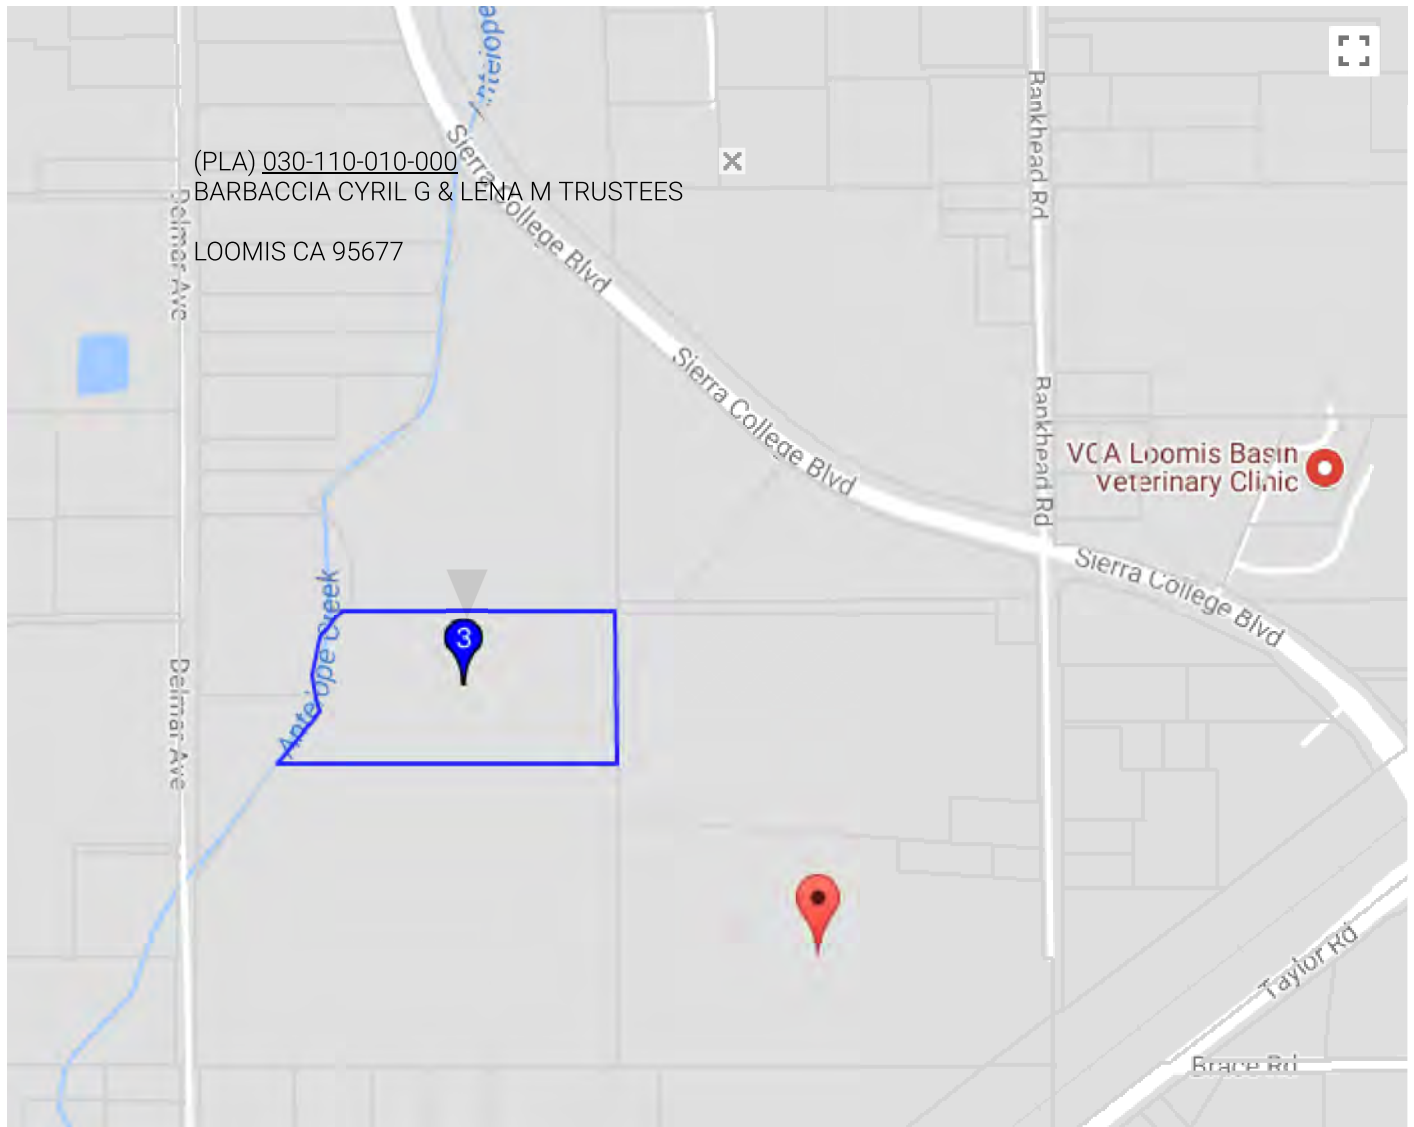 Antelope
Bankhead Rd
(PLA) 030-110-010-000
BARBACCIA CYRIL G & LENA M TRUSTEES
LOOMIS CA 95677
Delmar Ave
Sierra College Blvd
Sierra College Blvd
Bankhead Rd
VCA Loomis Basin
Veterinary Clinic
Sierra College Blvd
Antelope Creek
3
Delmar Ave
Taylor Rd
Brace Rd